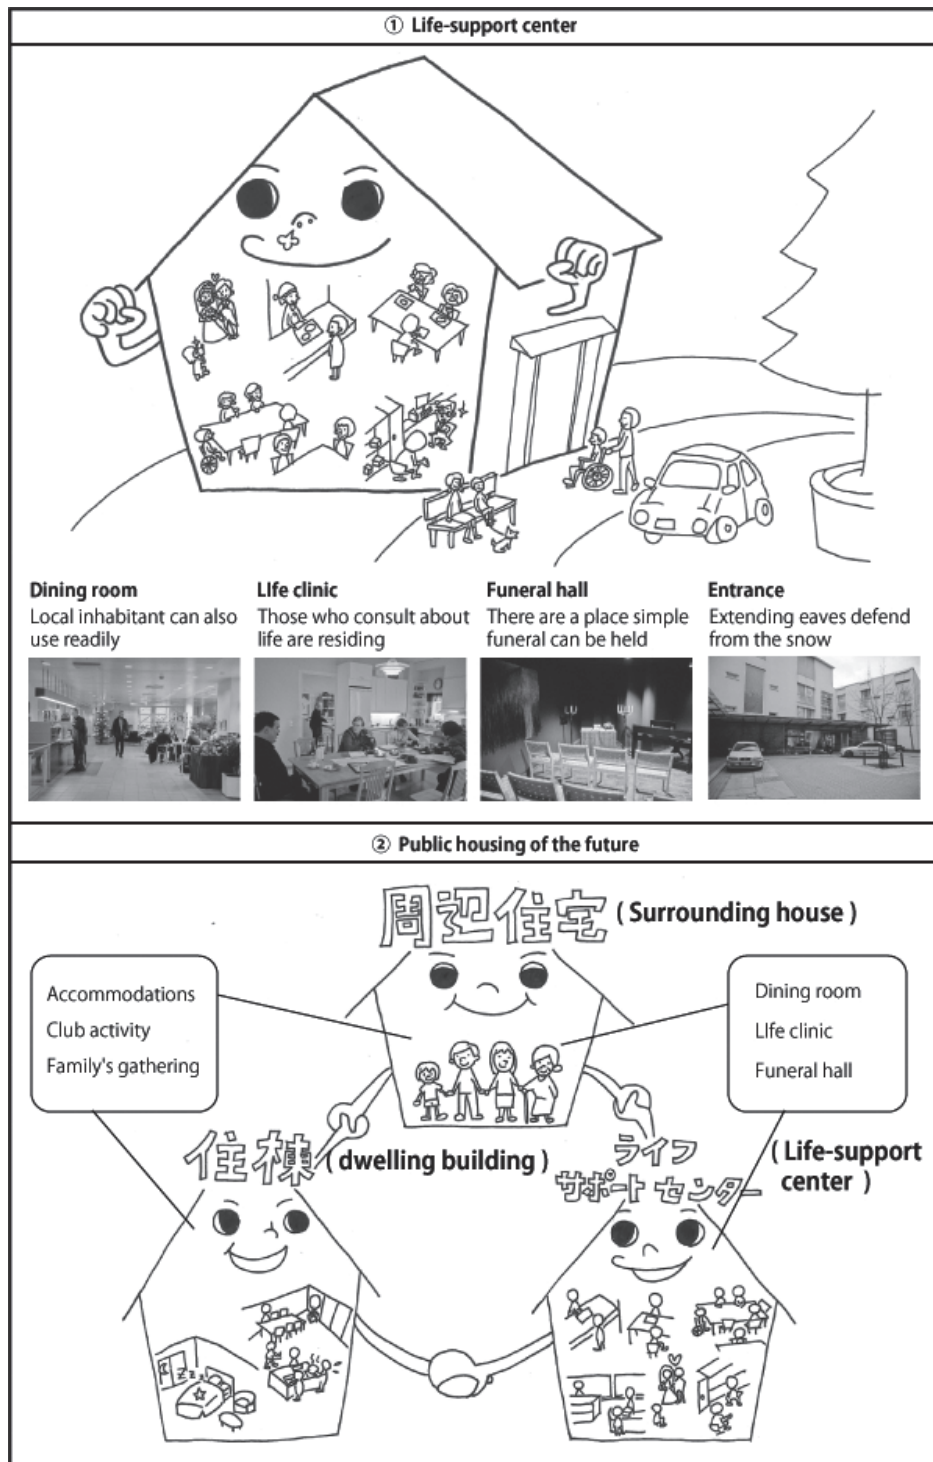 ① Life-support center
Dining room
Local inhabitant can also
use readily
LIfe clinic
Those who consult about
life are residing
Funeral hall
There are a place simple
funeral can be held
Entrance
Extending eaves defend
from the snow
② Public housing of the future
周辺住宅 ( Surrounding house )
Accommodations
Club activity
Family's gathering
Dining room
LIfe clinic
Funeral hall
住棟 ( dwelling building )
ライフ
サポートセンター
( Life-support
center )
Zzz